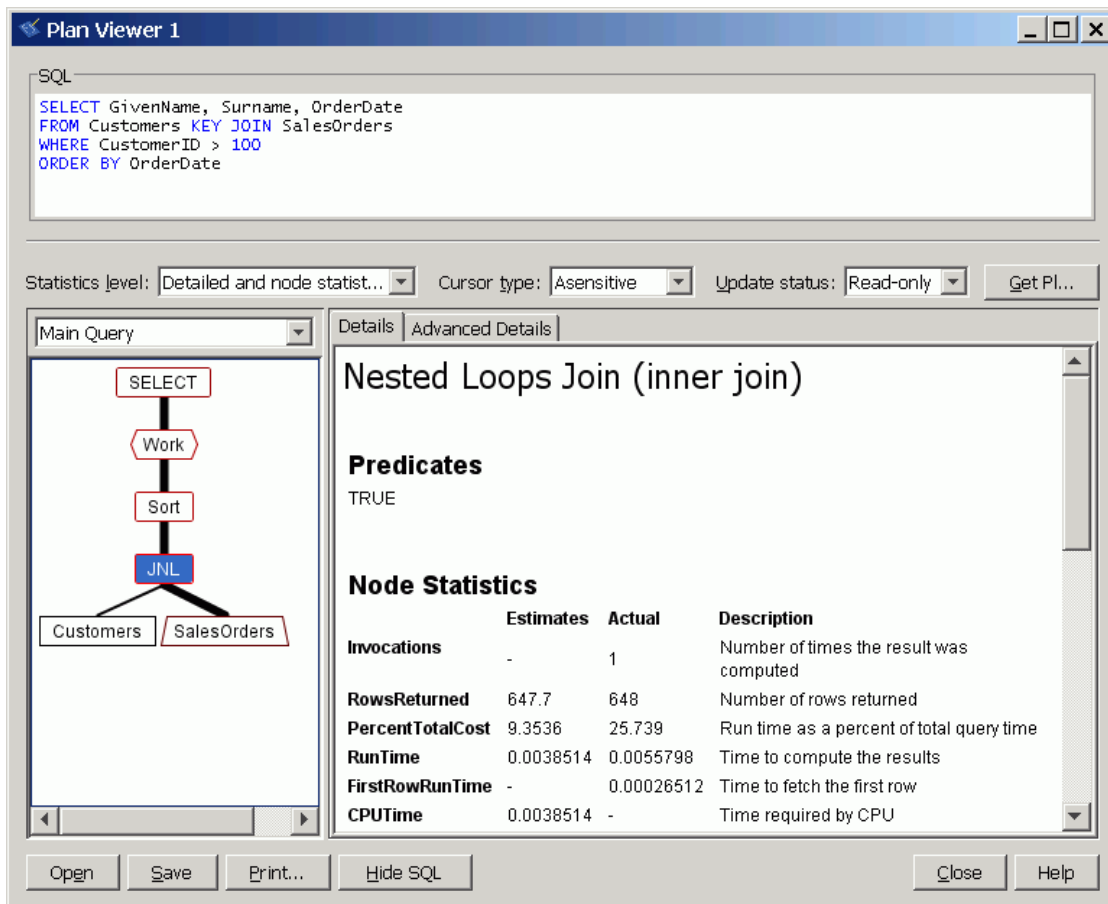 Plan Viewer 1
SQL
SELECT GivenName, Surname, OrderDate
FROM Customers KEY JOIN SalesOrders
WHERE CustomerID > 100
ORDER BY OrderDate
Statistics level: Detailed and node statist... Cursor type: Asensitive Update status: Read-only Get Pl...
Main Query
SELECT
Work
Sort
JNL
Customers SalesOrders
Details Advanced Details
Nested Loops Join (inner join)
Predicates
TRUE
Node Statistics
Estimates Actual Description
Invocations - 1 Number of times the result was
computed
RowsReturned 647.7 648 Number of rows returned
PercentTotalCost 9.3536 25.739 Run time as a percent of total query time
RunTime 0.0038514 0.0055798 Time to compute the results
FirstRowRunTime - 0.00026512 Time to fetch the first row
CPUTime 0.0038514 - Time required by CPU
Open Save Print... Hide SQL Close Help